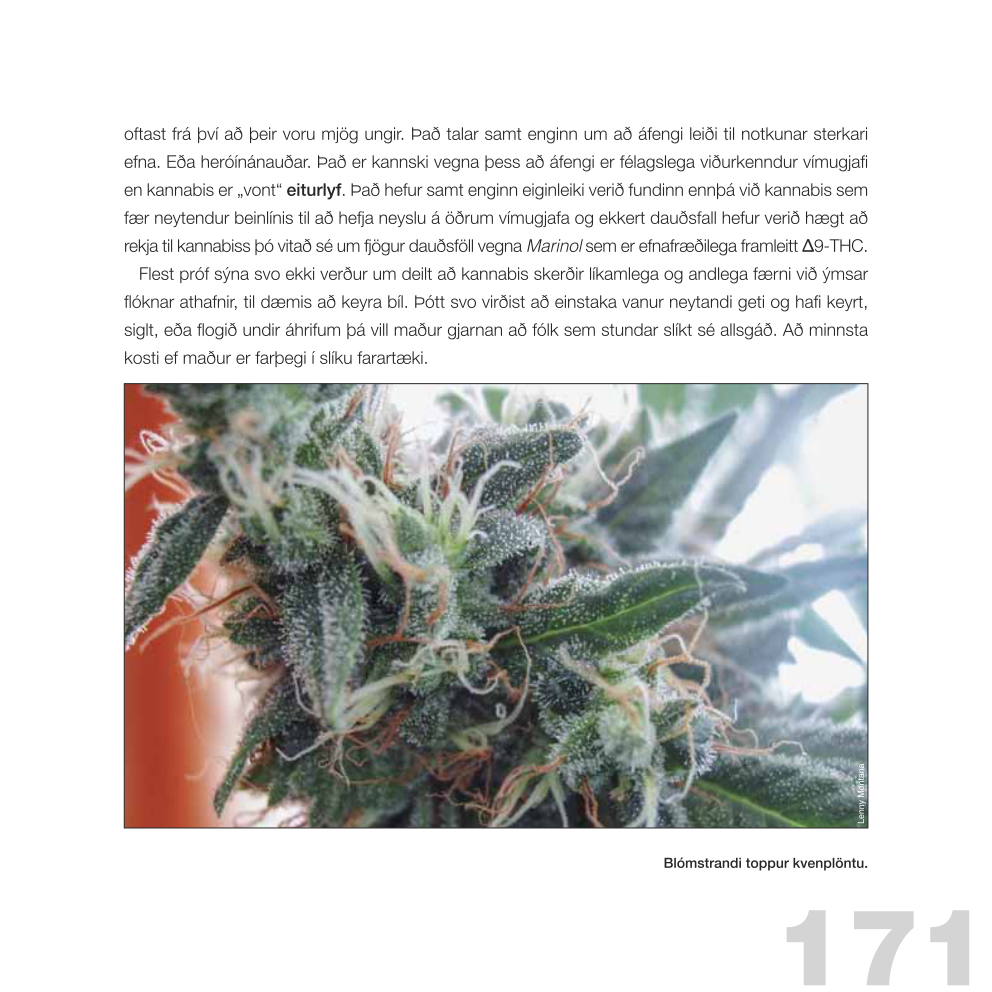 oftast frá því að þeir voru mjög ungir. Það talar samt enginn um að áfengi leiði til notkunar sterkari
efna. Eða heróínánauðar. Það er kannski vegna þess að áfengi er félagslega viðurkenndur vímugjafi
en kannabis er „vont“ eiturlyf. Það hefur samt enginn eiginleiki verið fundinn ennþá við kannabis sem
fær neytendur beinlínis til að hefja neyslu á öðrum vímugjafa og ekkert dauðsfall hefur verið hægt að
rekja til kannabiss þó vitað sé um fjögur dauðsföll vegna Marinol sem er efnafræðilega framleitt Δ9-THC.
Flest próf sýna svo ekki verður um deilt að kannabis skerðir líkamlega og andlega færni við ýmsar
flóknar athafnir, til dæmis að keyra bíl. Þótt svo virðist að einstaka vanur neytandi geti og hafi keyrt,
siglt, eða flogið undir áhrifum þá vill maður gjarnan að fólk sem stundar slíkt sé allsgáð. Að minnsta
kosti ef maður er farþegi í slíku farartæki.
Lenny Montana
Blómstrandi toppur kvenplöntu.
171